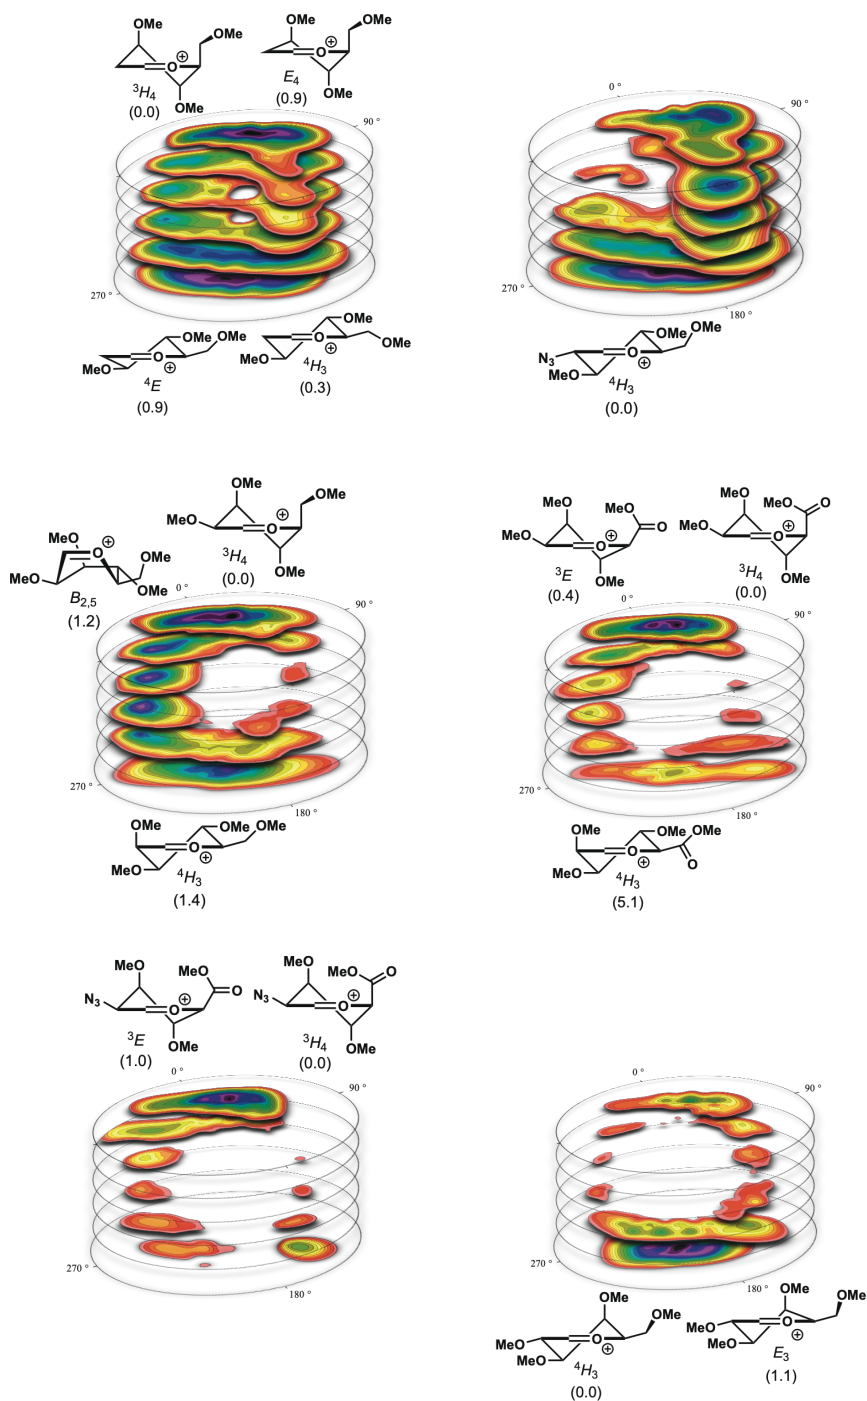 OMe
OMe
O
⊕
OMe
³H₄
(0.0)
OMe
OMe
O
⊕
OMe
E₄
(0.9)
90 °
270 °
OMe
OMe
MeO
O
⊕
⁴E
(0.9)
OMe
OMe
MeO
O
⊕
⁴H₃
(0.3)
0 °
90 °
270 °
180 °
OMe
OMe
N₃
MeO
O
⊕
⁴H₃
(0.0)
MeO
⊕
O
OMe
MeO
OMe
B₂,₅
(1.2)
OMe
OMe
MeO
O
⊕
OMe
³H₄
(0.0)
0 °
90 °
270 °
180 °
OMe
OMe
OMe
MeO
O
⊕
⁴H₃
(1.4)
OMe
MeO
O
MeO
O
⊕
OMe
³E
(0.4)
MeO
MeO
O
MeO
O
⊕
OMe
³H₄
(0.0)
0 °
90 °
270 °
180 °
OMe
OMe
OMe
MeO
O
⊕
O
⁴H₃
(5.1)
MeO
MeO
O
N₃
O
⊕
OMe
³E
(1.0)
MeO
MeO
O
N₃
O
⊕
OMe
³H₄
(0.0)
0 °
90 °
270 °
180 °
0 °
90 °
270 °
180 °
OMe
OMe
MeO
MeO
O
⊕
⁴H₃
(0.0)
OMe
OMe
MeO
MeO
O
⊕
E₃
(1.1)